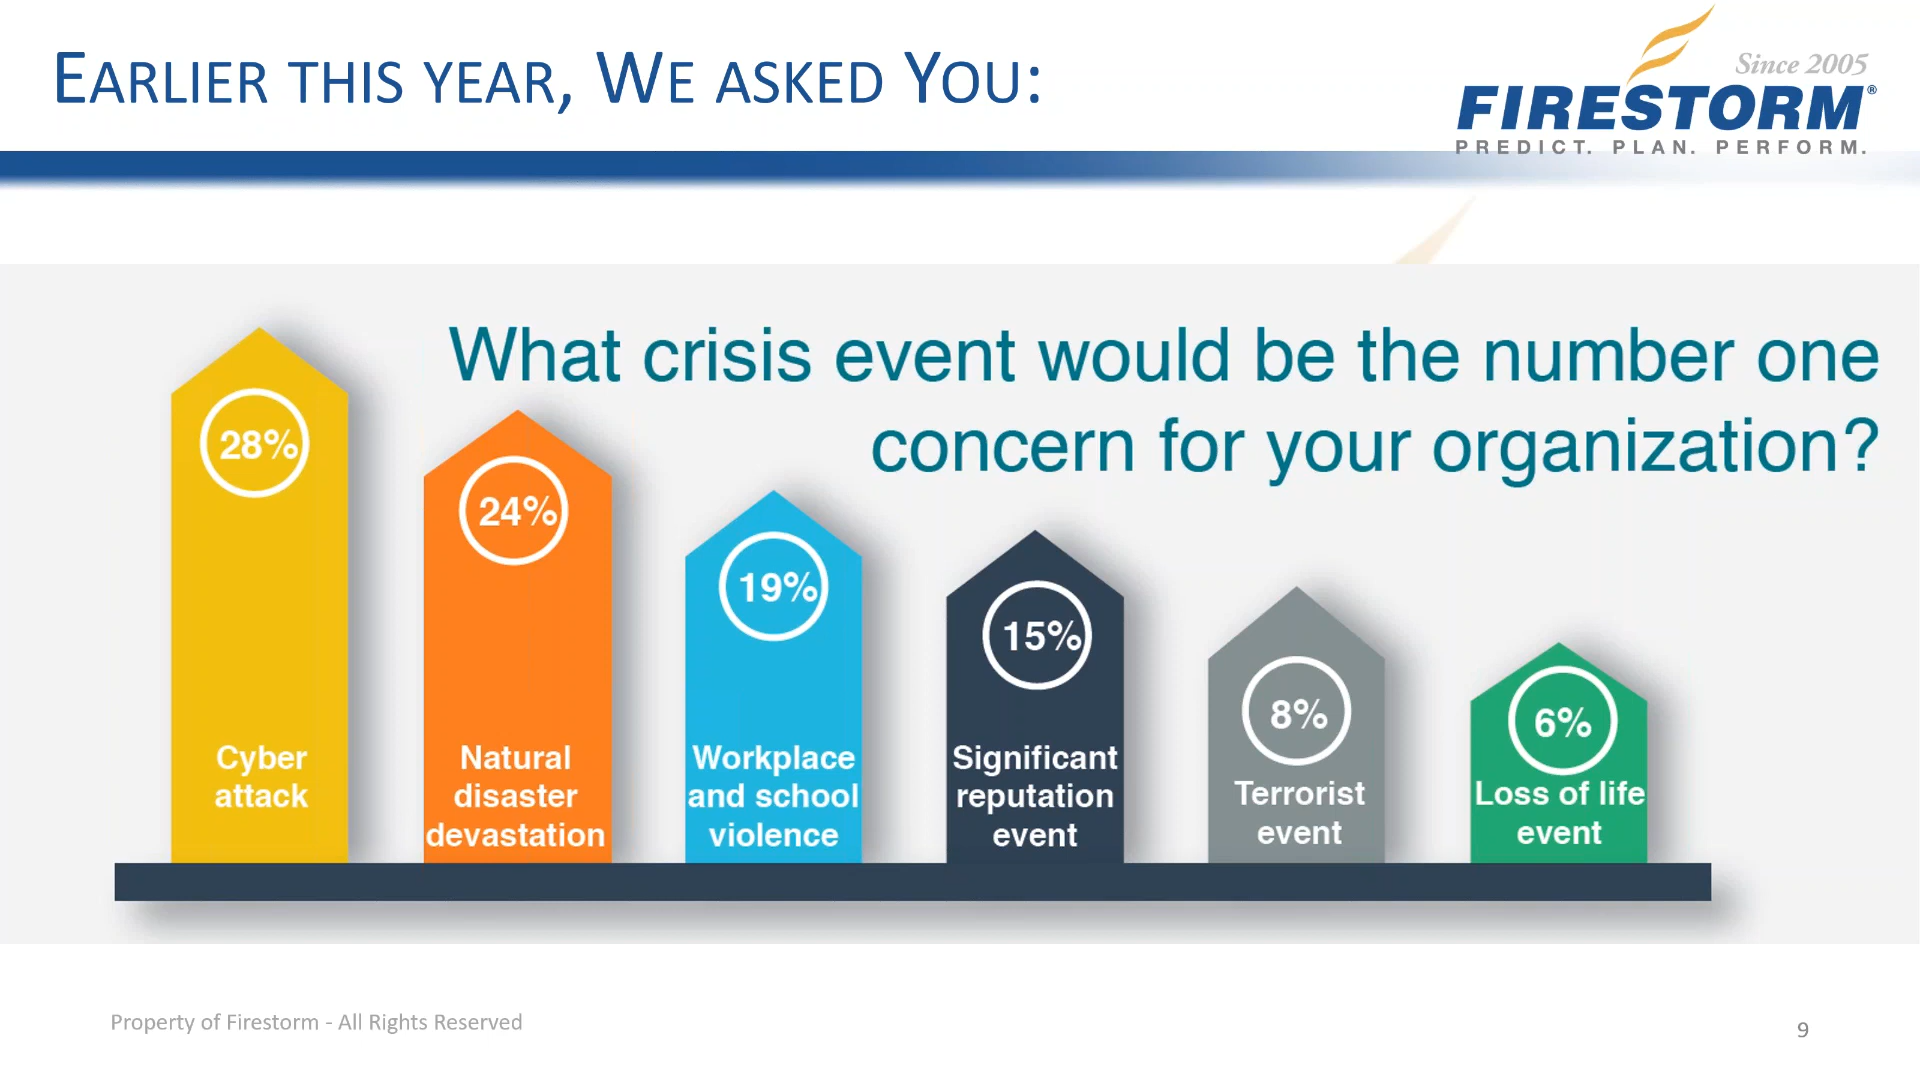 EARLIER THIS YEAR, WE ASKED YOU:
Since 2005
FIRESTORM®
PREDICT. PLAN. PERFORM.
What crisis event would be the number one
concern for your organization?
28%
Cyber
attack
24%
Natural
disaster
devastation
19%
Workplace
and school
violence
15%
Significant
reputation
event
8%
Terrorist
event
6%
Loss of life
event
Property of Firestorm - All Rights Reserved
9